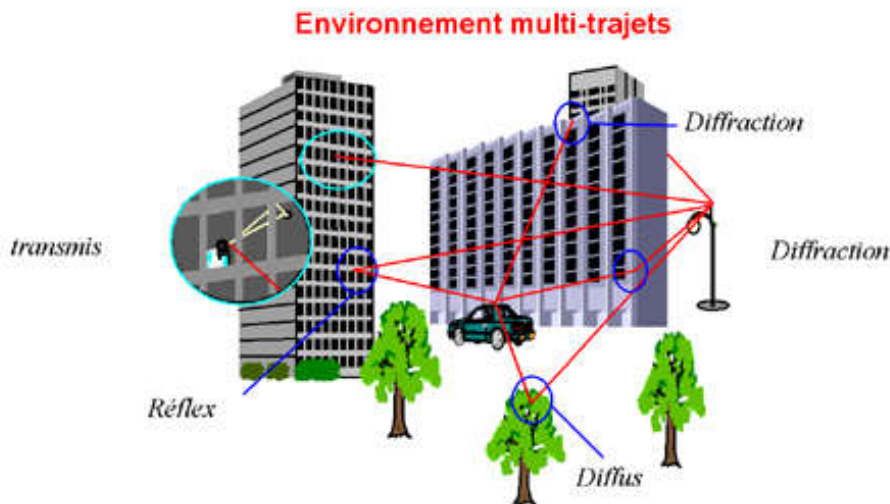 Environnement multi-trajets
Diffraction
transmis
Diffraction
Réflex
Diffus